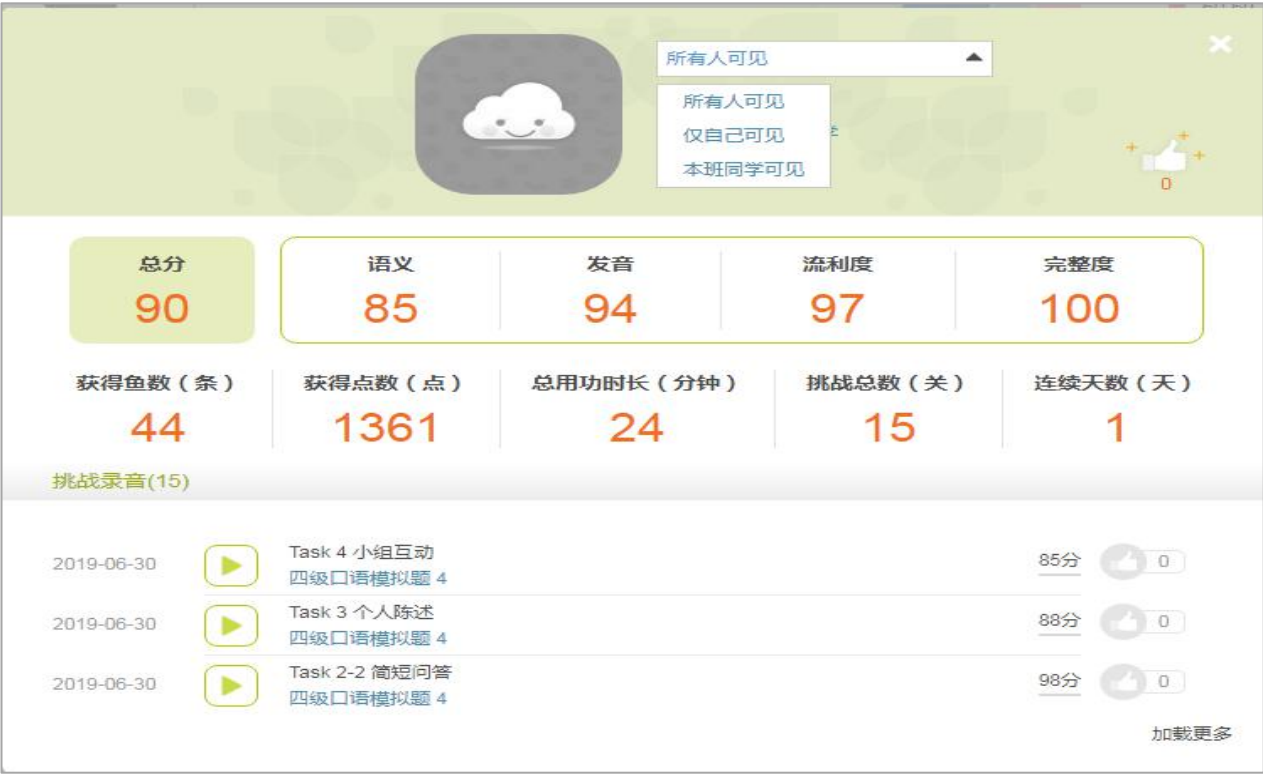 所有人可见
所有人可见
仅自己可见
本班同学可见
0
总分 语义 发音 流利度 完整度
90 85 94 97 100
获得鱼数（条） 获得点数（点） 总用功时长（分钟） 挑战总数（关） 连续天数（天）
44 1361 24 15 1
挑战录音(15)
Task 4 小组互动
2019-06-30 85分 0
四级口语模拟题 4
Task 3 个人陈述
2019-06-30 88分 0
四级口语模拟题 4
Task 2-2 简短问答
2019-06-30 98分 0
四级口语模拟题 4
加载更多